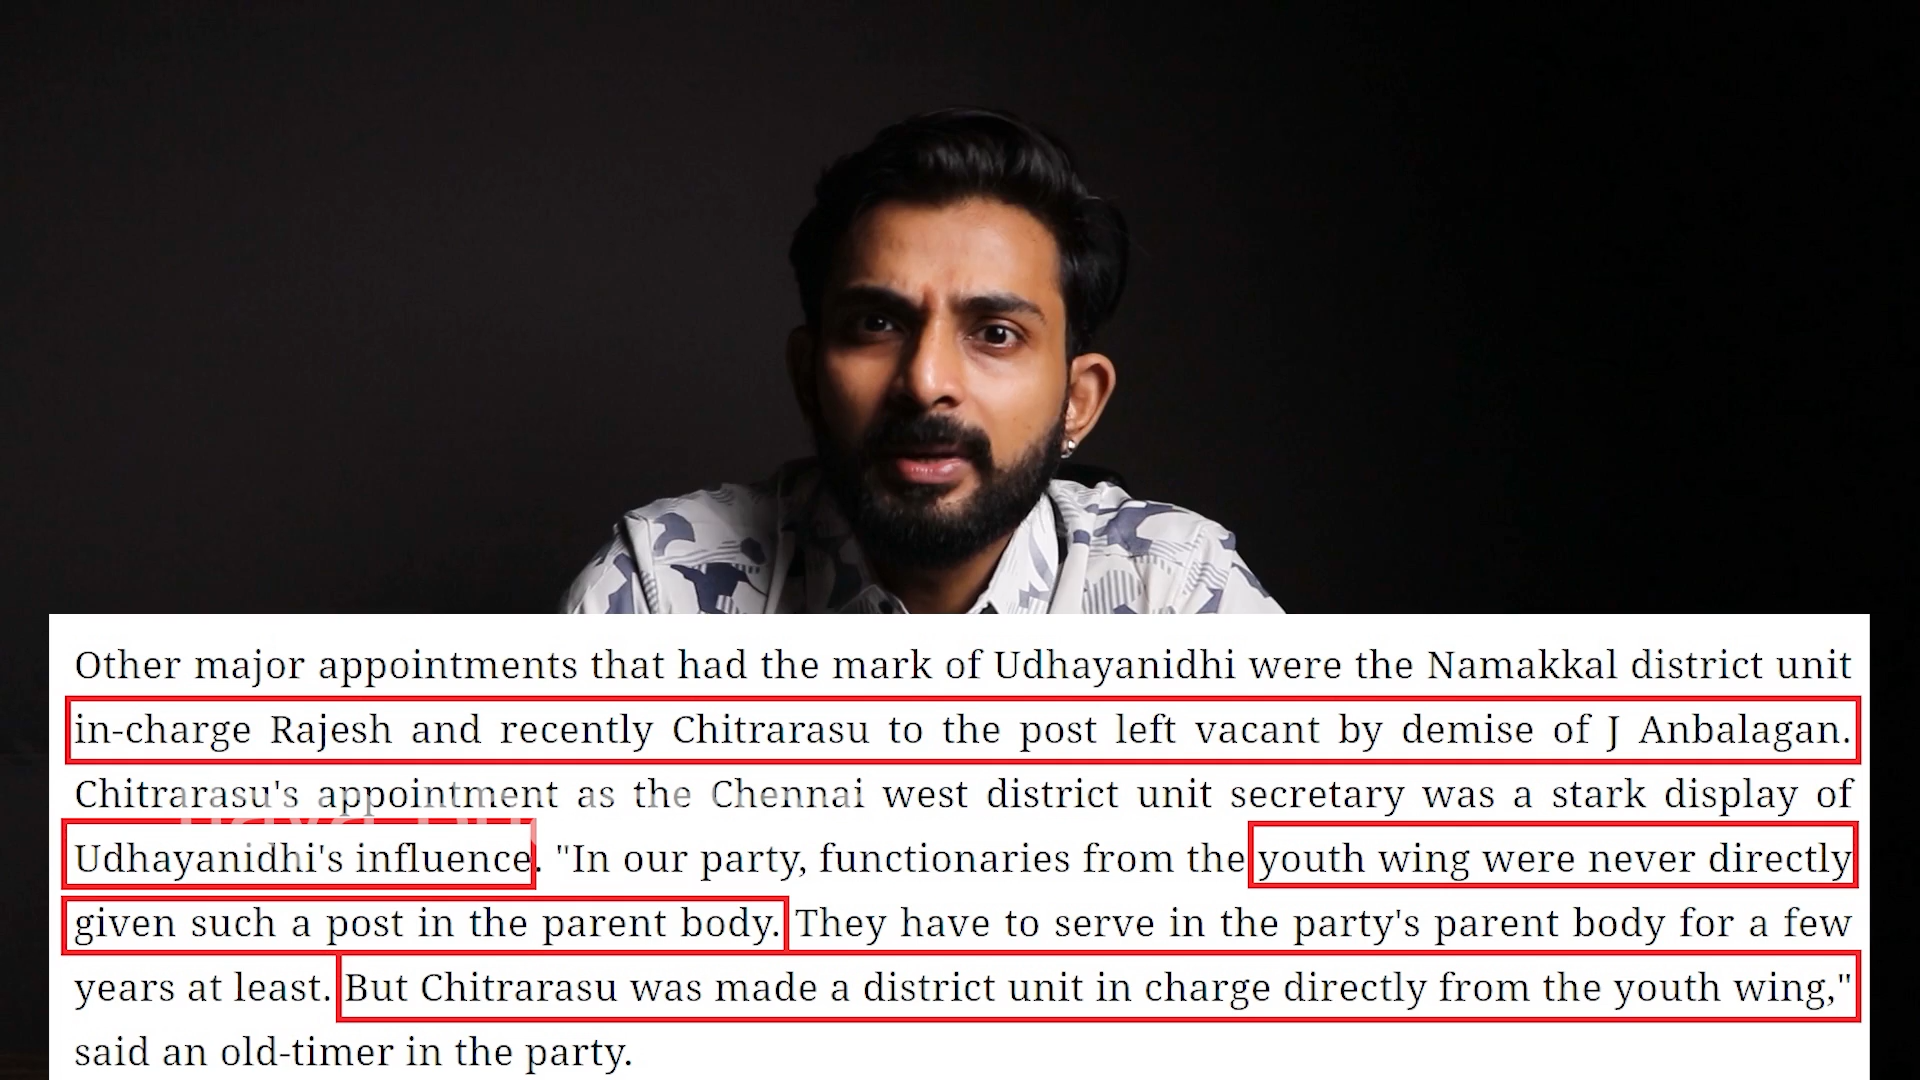 Other major appointments that had the mark of Udhayanidhi were the Namakkal district unit
in-charge Rajesh and recently Chitrarasu to the post left vacant by demise of J Anbalagan.
Chitrarasu's appointment as the Chennai west district unit secretary was a stark display of
Udhayanidhi's influence. "In our party, functionaries from the youth wing were never directly
given such a post in the parent body. They have to serve in the party's parent body for a few
years at least. But Chitrarasu was made a district unit in charge directly from the youth wing,"
said an old-timer in the party.